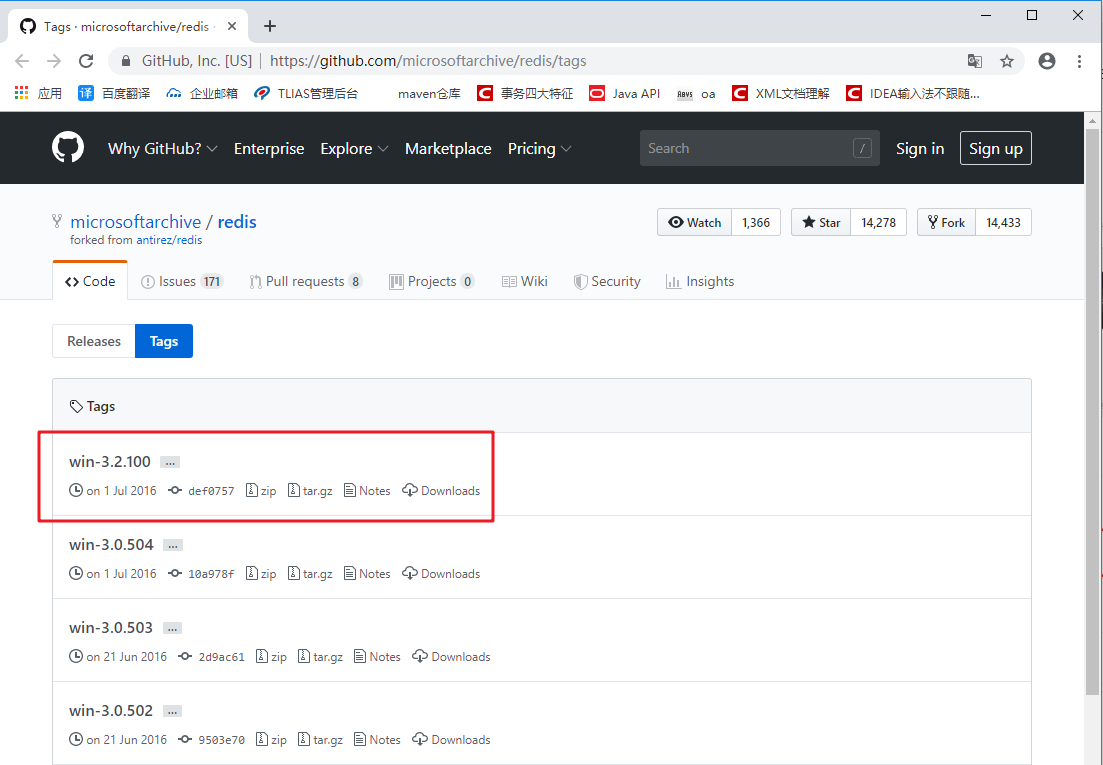 Tags · microsoftarchive/redis
GitHub, Inc. [US] | https://github.com/microsoftarchive/redis/tags
应用 百度翻译 企业邮箱 TLIAS管理后台 maven仓库 事务四大特征 Java API oa XML文档理解 IDEA输入法不跟随...
Why GitHub? Enterprise Explore Marketplace Pricing Search / Sign in Sign up
microsoftarchive / redis Watch 1,366 Star 14,278 Fork 14,433
forked from antirez/redis
Code Issues 171 Pull requests 8 Projects 0 Wiki Security Insights
Releases Tags
Tags
win-3.2.100 ...
on 1 Jul 2016 def0757 zip tar.gz Notes Downloads
win-3.0.504 ...
on 1 Jul 2016 10a978f zip tar.gz Notes Downloads
win-3.0.503 ...
on 21 Jun 2016 2d9ac61 zip tar.gz Notes Downloads
win-3.0.502 ...
on 21 Jun 2016 9503e70 zip tar.gz Notes Downloads